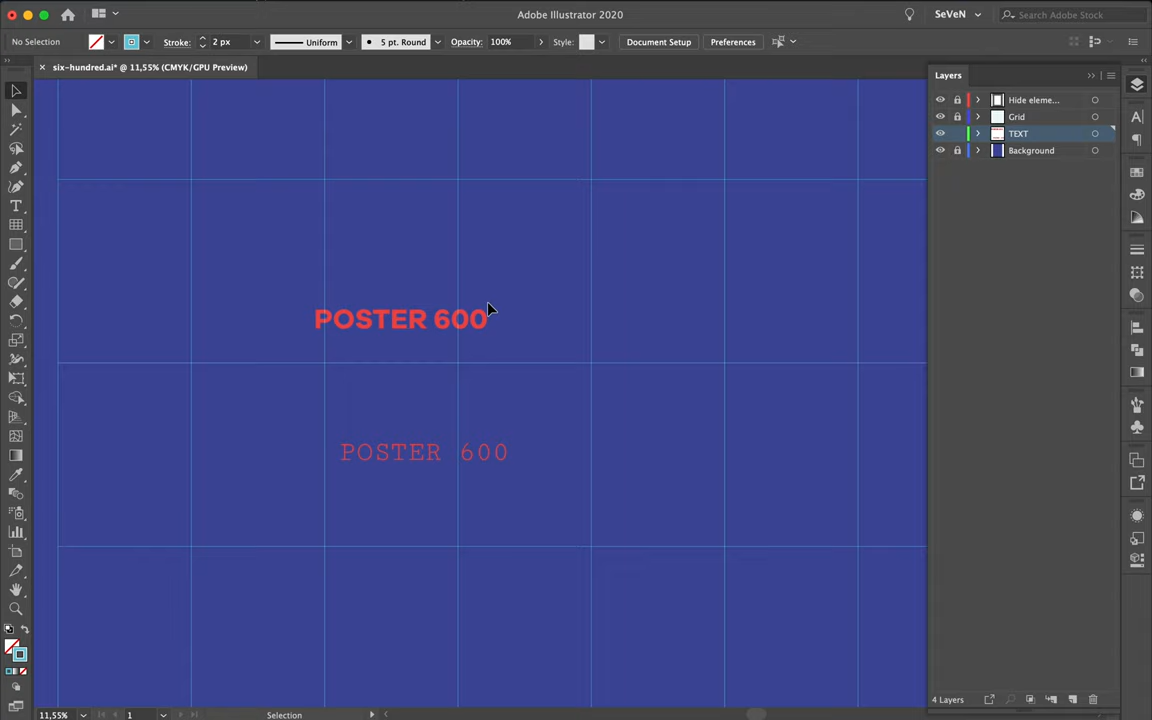 Adobe Illustrator 2020
SeVeN
Search Adobe Stock
No Selection
Stroke:
2 px
Uniform
5 pt. Round
Opacity:
100%
Style:
Document Setup
Preferences
× six-hundred.ai* @ 11,55% (CMYK/GPU Preview)
Layers
Hide eleme...
Grid
TEXT
Background
POSTER 600
POSTER 600
4 Layers
11,55%
1
Selection